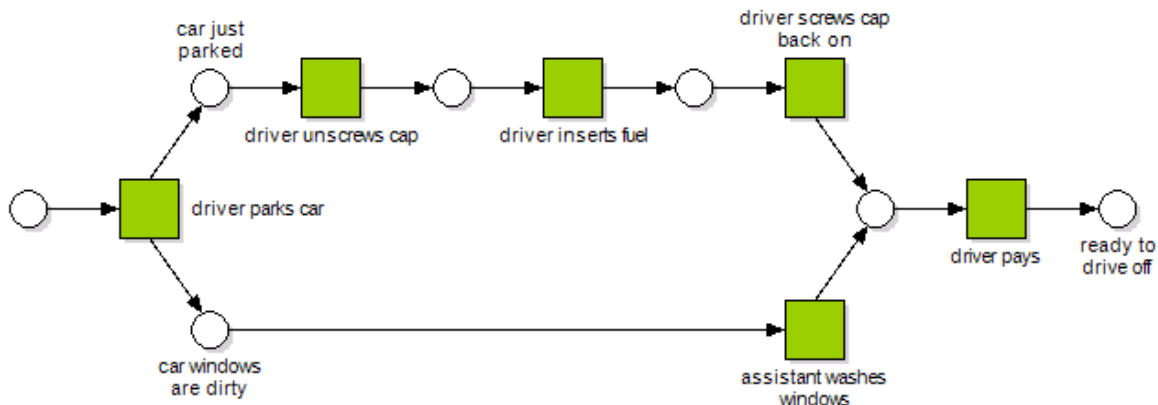 car just
parked
driver screws cap
back on
driver unscrews cap
driver inserts fuel
driver parks car
driver pays
ready to
drive off
car windows
are dirty
assistant washes
windows